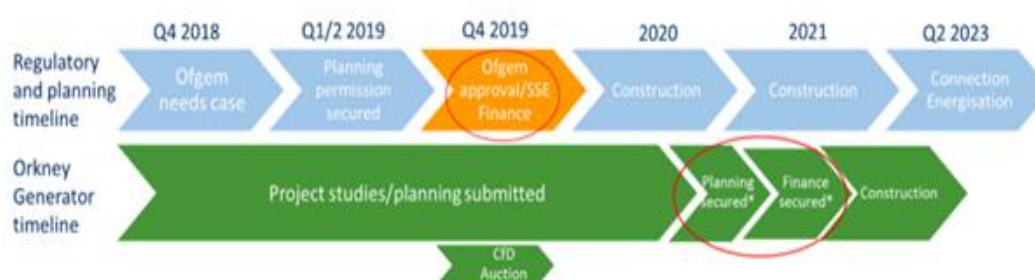 Q4 2018
Q1/2 2019
Q4 2019
2020
2021
Q2 2023
Regulatory
and planning
timeline
Ofgem
needs case
Planning
permission
secured
Ofgem
approval/SSE
Finance
Construction
Construction
Connection
Energisation
Orkney
Generator
timeline
Project studies/planning submitted
Planning
secured*
Finance
secured*
Construction
CfD
Auction